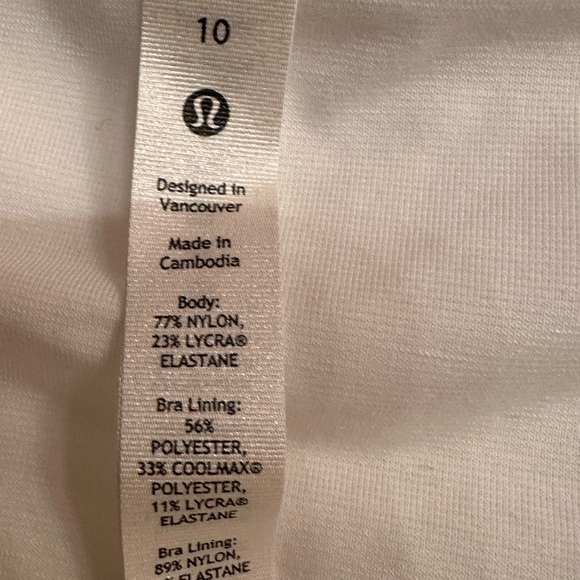 10
Designed in
Vancouver
Made in
Cambodia
Body:
77% NYLON,
23% LYCRA®
ELASTANE
Bra Lining:
56%
POLYESTER,
33% COOLMAX®
POLYESTER,
11% LYCRA®
ELASTANE
Bra Lining:
89% NYLON,
ELASTANE